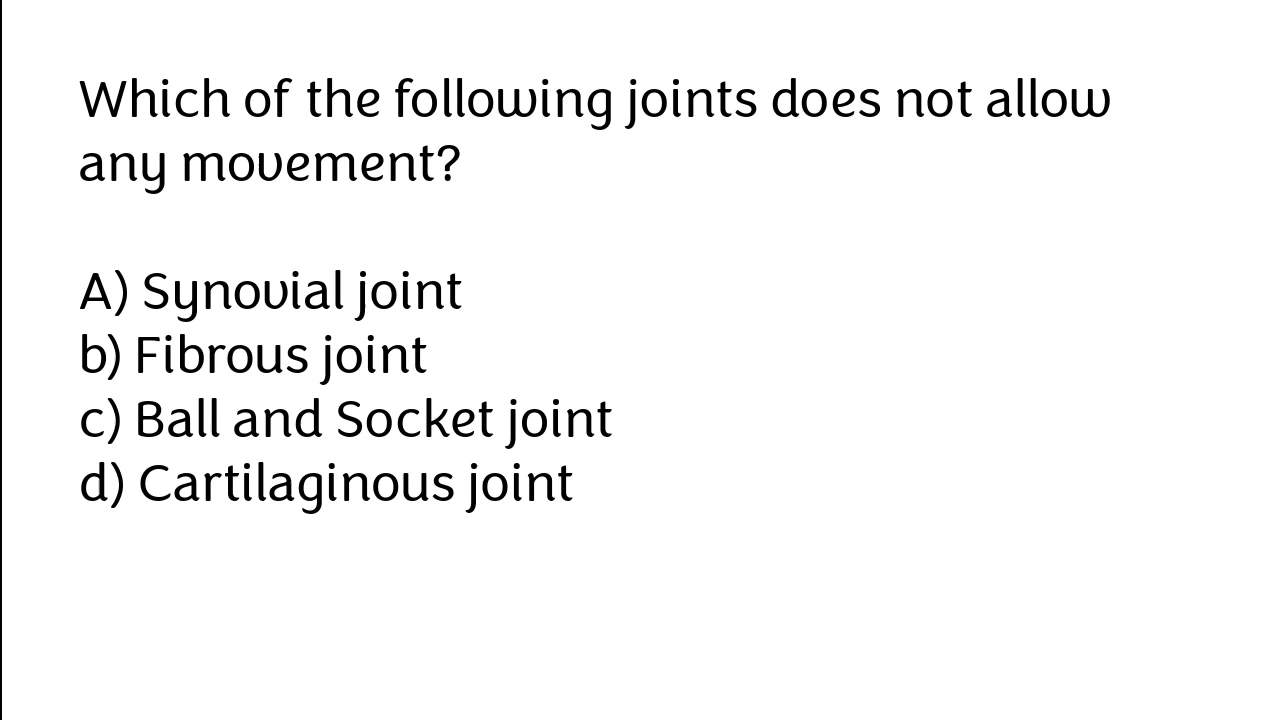 Which of the following joints does not allow
any movement?
A) Synovial joint
b) Fibrous joint
c) Ball and Socket joint
d) Cartilaginous joint